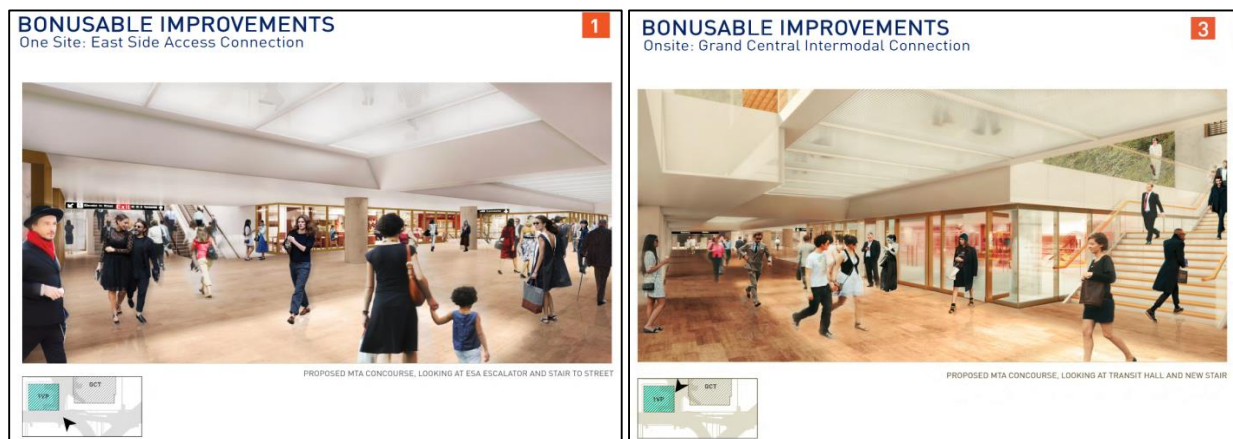 BONUSABLE IMPROVEMENTS
One Site: East Side Access Connection
1
PROPOSED MTA CONCOURSE, LOOKING AT ESA ESCALATOR AND STAIR TO STREET
1VP
GCT
BONUSABLE IMPROVEMENTS
Onsite: Grand Central Intermodal Connection
3
PROPOSED MTA CONCOURSE, LOOKING AT TRANSIT HALL AND NEW STAIR
1VP
GCT